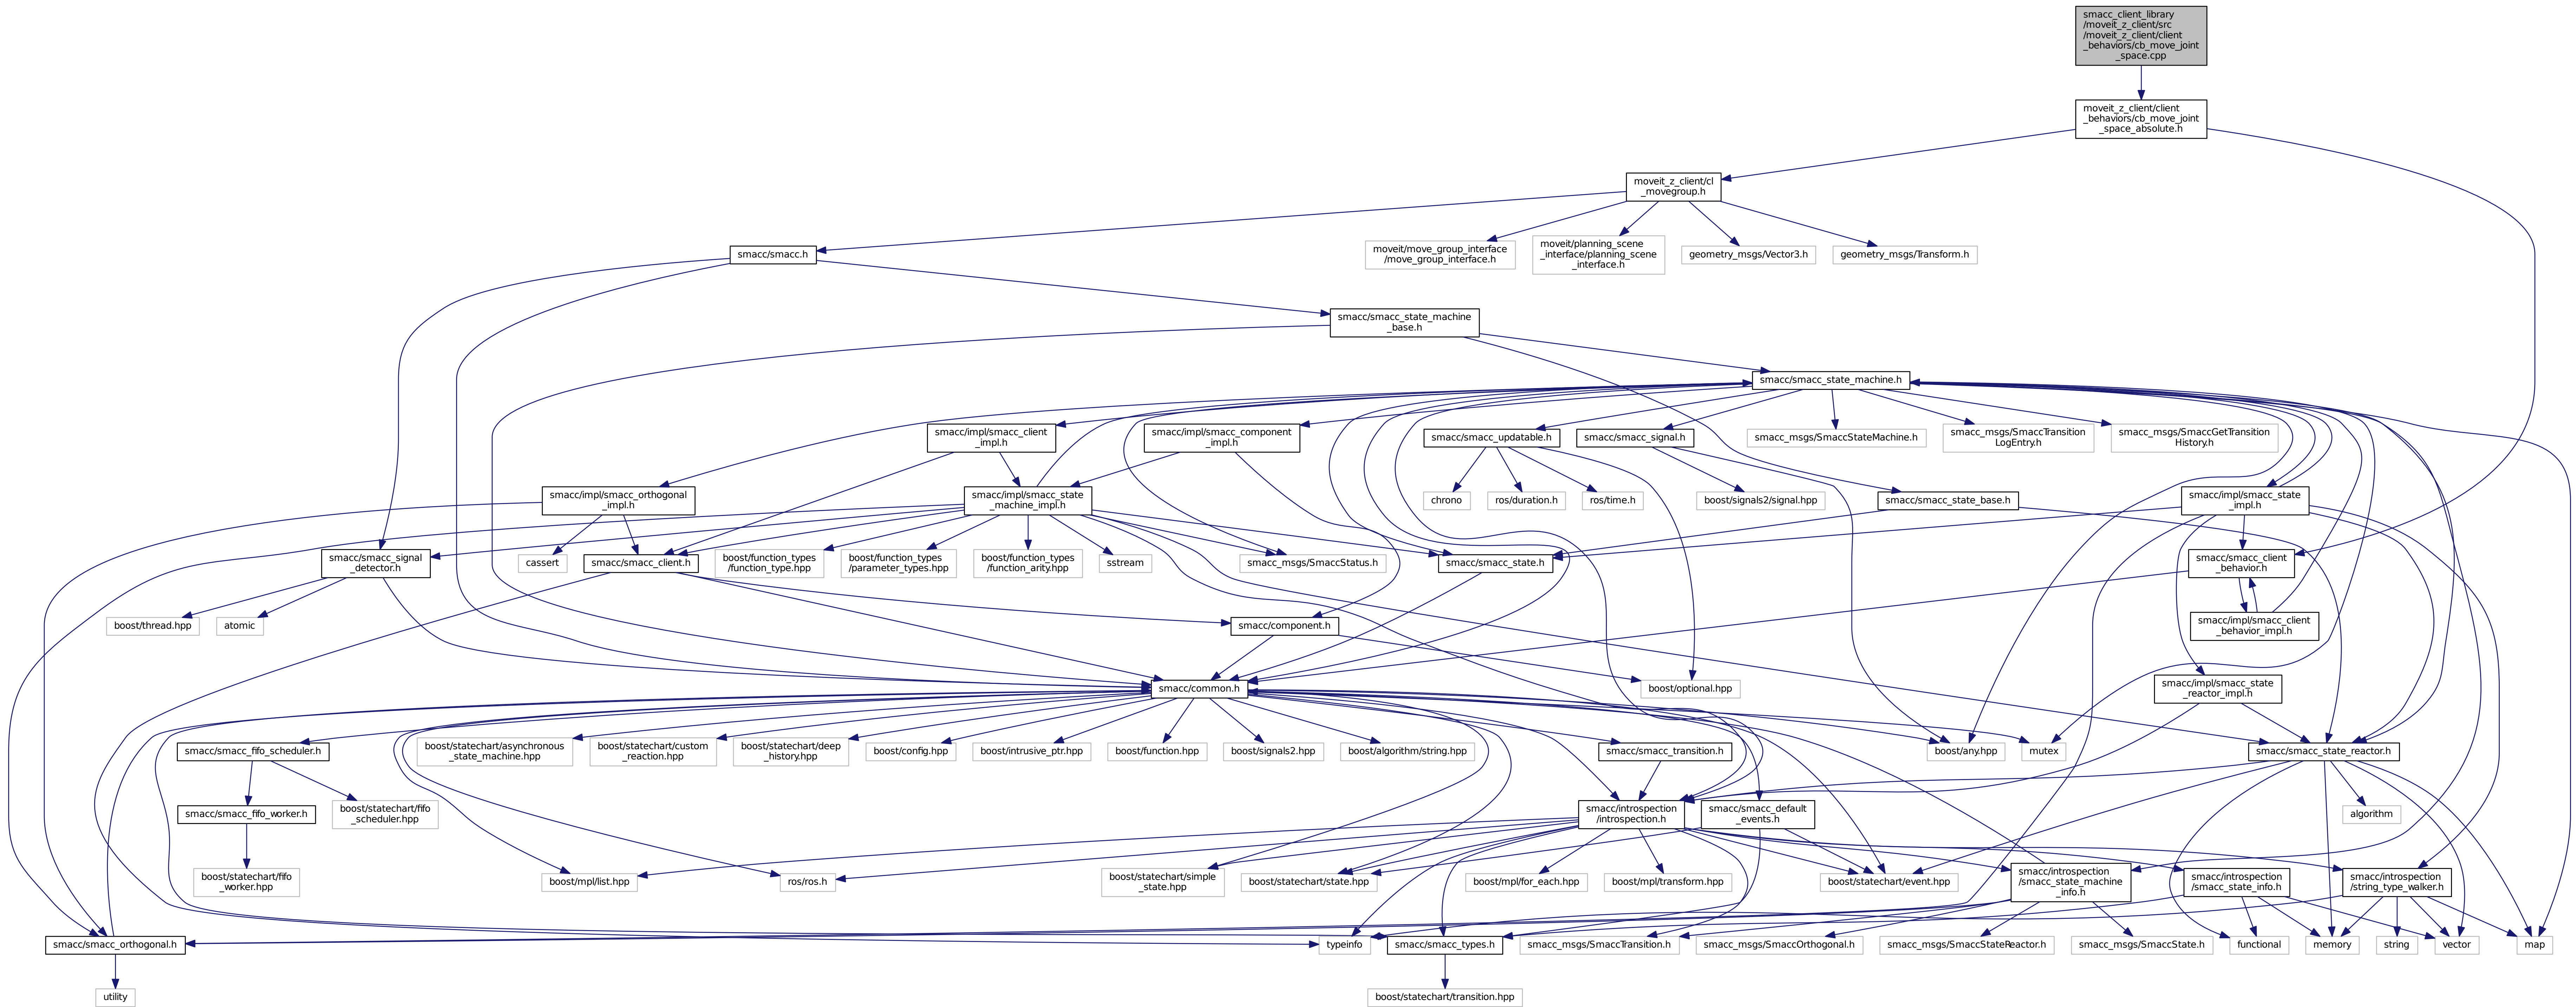 smacc_client_library
/moveit_z_client/src
/moveit_z_client/client
_behaviors/cb_move_joint
_space.cpp
moveit_z_client/client
_behaviors/cb_move_joint
_space_absolute.h
moveit_z_client/cl
_movegroup.h
smacc/smacc.h
moveit/move_group_interface
/move_group_interface.h
moveit/planning_scene
_interface/planning_scene
_interface.h
geometry_msgs/Vector3.h
geometry_msgs/Transform.h
smacc/smacc_state_machine
_base.h
smacc/smacc_state_machine.h
smacc/impl/smacc_client
_impl.h
smacc/impl/smacc_component
_impl.h
smacc/smacc_updatable.h
smacc/smacc_signal.h
smacc_msgs/SmaccStateMachine.h
smacc_msgs/SmaccTransition
LogEntry.h
smacc_msgs/SmaccGetTransition
History.h
smacc/impl/smacc_orthogonal
_impl.h
smacc/impl/smacc_state
_machine_impl.h
chrono
ros/duration.h
ros/time.h
boost/signals2/signal.hpp
smacc/smacc_state_base.h
smacc/impl/smacc_state
_impl.h
smacc/smacc_signal
_detector.h
cassert
smacc/smacc_client.h
boost/function_types
/function_type.hpp
boost/function_types
/parameter_types.hpp
boost/function_types
/function_arity.hpp
sstream
smacc_msgs/SmaccStatus.h
smacc/smacc_state.h
smacc/smacc_client
_behavior.h
boost/thread.hpp
atomic
smacc/component.h
smacc/impl/smacc_client
_behavior_impl.h
smacc/common.h
boost/optional.hpp
smacc/impl/smacc_state
_reactor_impl.h
smacc/smacc_fifo_scheduler.h
boost/statechart/asynchronous
_state_machine.hpp
boost/statechart/custom
_reaction.hpp
boost/statechart/deep
_history.hpp
boost/config.hpp
boost/intrusive_ptr.hpp
boost/function.hpp
boost/signals2.hpp
boost/algorithm/string.hpp
smacc/smacc_transition.h
boost/any.hpp
mutex
smacc/smacc_state_reactor.h
smacc/smacc_fifo_worker.h
boost/statechart/fifo
_scheduler.hpp
smacc/introspection
/introspection.h
smacc/smacc_default
_events.h
algorithm
boost/statechart/fifo
_worker.hpp
boost/mpl/list.hpp
ros/ros.h
boost/statechart/simple
_state.hpp
boost/statechart/state.hpp
boost/mpl/for_each.hpp
boost/mpl/transform.hpp
boost/statechart/event.hpp
smacc/introspection
/smacc_state_machine
_info.h
smacc/introspection
/smacc_state_info.h
smacc/introspection
/string_type_walker.h
smacc/smacc_orthogonal.h
typeinfo
smacc/smacc_types.h
smacc_msgs/SmaccTransition.h
smacc_msgs/SmaccOrthogonal.h
smacc_msgs/SmaccStateReactor.h
smacc_msgs/SmaccState.h
functional
memory
string
vector
map
utility
boost/statechart/transition.hpp